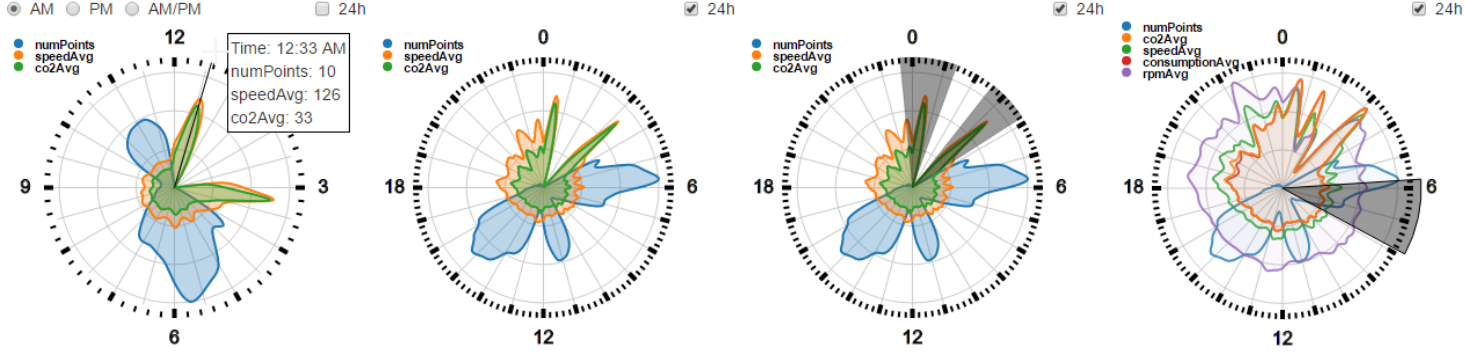 AM PM AM/PM 24h
12
numPoints
speedAvg
co2Avg
Time: 12:33 AM
numPoints: 10
speedAvg: 126
co2Avg: 33
9
3
6
24h
0
numPoints
speedAvg
co2Avg
18
6
12
24h
0
numPoints
speedAvg
co2Avg
18
6
12
24h
0
numPoints
co2Avg
speedAvg
consumptionAvg
rpmAvg
18
6
12